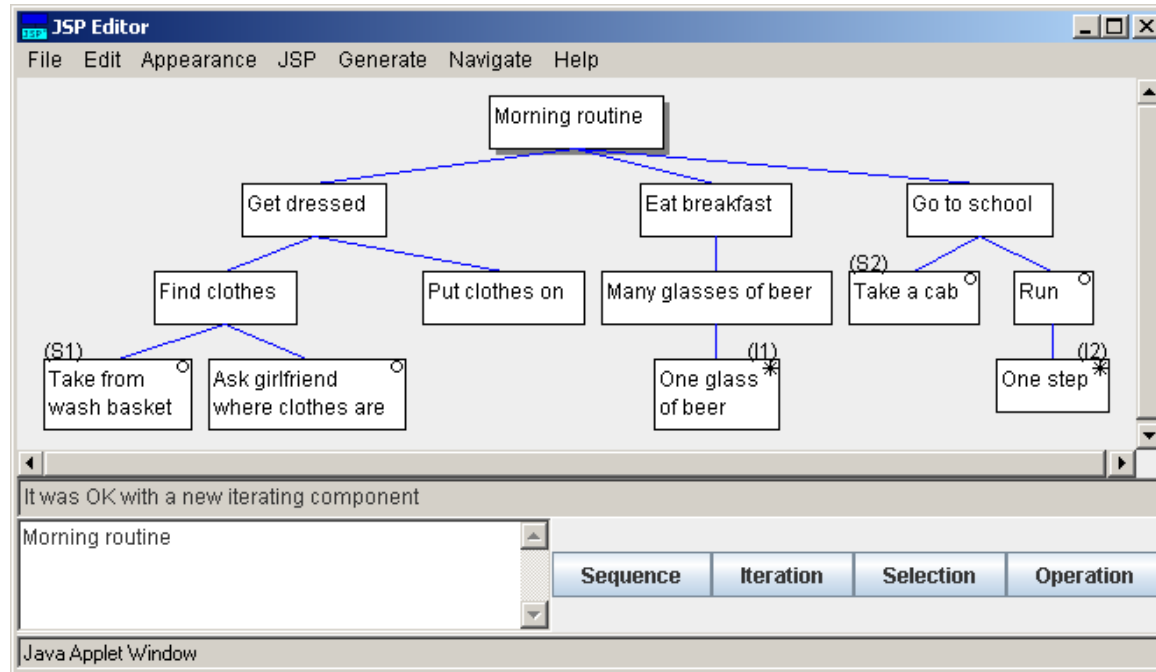 JSP Editor
File Edit Appearance JSP Generate Navigate Help
Morning routine
Get dressed
Eat breakfast
Go to school
(S2)
Find clothes
Put clothes on
Many glasses of beer
Take a cab
Run
(S1)
(I1)
(I2)
Take from
wash basket
Ask girlfriend
where clothes are
One glass
of beer
One step
It was OK with a new iterating component
Morning routine
Sequence Iteration Selection Operation
Java Applet Window